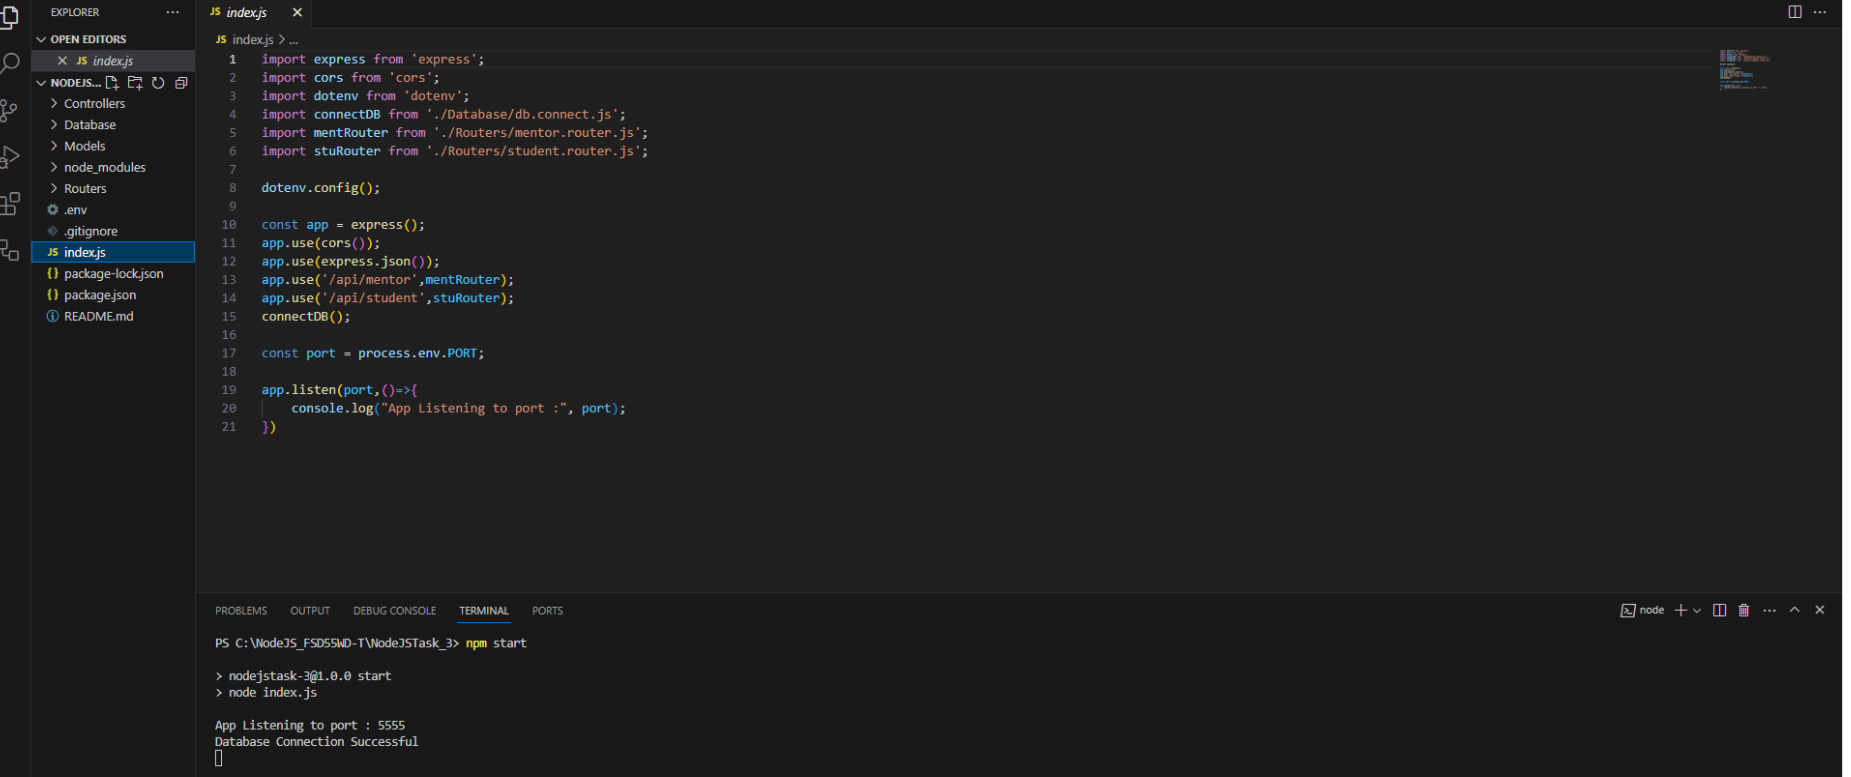 EXPLORER
OPEN EDITORS
JS index.js
NODEJS...
Controllers
Database
Models
node_modules
Routers
.env
.gitignore
JS index.js
{} package-lock.json
{} package.json
README.md
JS index.js
JS index.js > ...
1 import express from 'express';
2 import cors from 'cors';
3 import dotenv from 'dotenv';
4 import connectDB from './Database/db.connect.js';
5 import mentRouter from './Routers/mentor.router.js';
6 import stuRouter from './Routers/student.router.js';
7
8 dotenv.config();
9
10 const app = express();
11 app.use(cors());
12 app.use(express.json());
13 app.use('/api/mentor',mentRouter);
14 app.use('/api/student',stuRouter);
15 connectDB();
16
17 const port = process.env.PORT;
18
19 app.listen(port,()=>{
20     console.log("App Listening to port :", port);
21 })
PROBLEMS OUTPUT DEBUG CONSOLE TERMINAL PORTS
node
PS C:\NodeJS_FSD55WD-T\NodeJSTask_3> npm start
> nodejstask-3@1.0.0 start
> node index.js
App Listening to port : 5555
Database Connection Successful